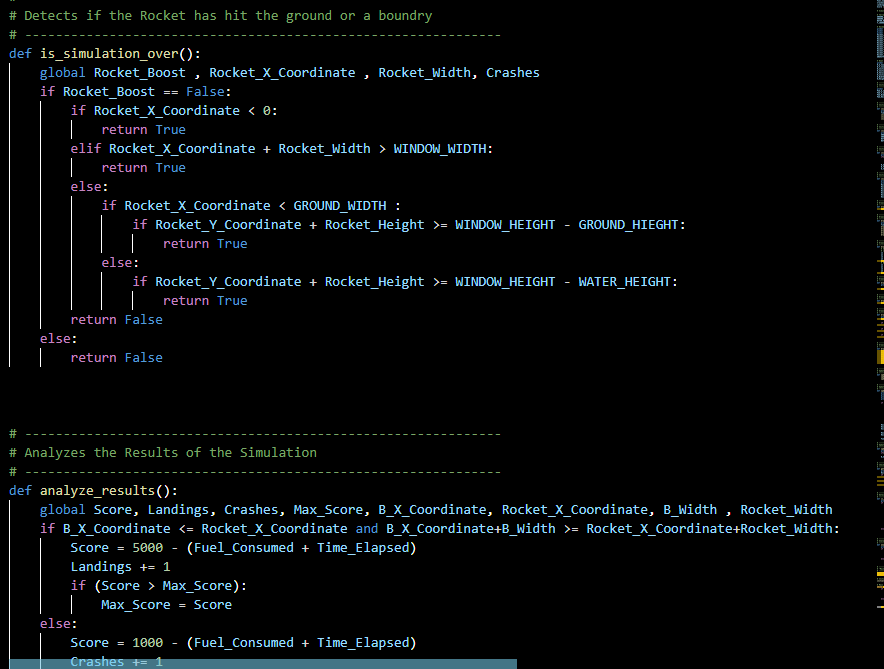 # Detects if the Rocket has hit the ground or a boundry
# --------------------------------------------------------------
def is_simulation_over():
    global Rocket_Boost , Rocket_X_Coordinate , Rocket_Width, Crashes
    if Rocket_Boost == False:
        if Rocket_X_Coordinate < 0:
            return True
        elif Rocket_X_Coordinate + Rocket_Width > WINDOW_WIDTH:
            return True
        else:
            if Rocket_X_Coordinate < GROUND_WIDTH :
                if Rocket_Y_Coordinate + Rocket_Height >= WINDOW_HEIGHT - GROUND_HIEGHT:
                    return True
            else:
                if Rocket_Y_Coordinate + Rocket_Height >= WINDOW_HEIGHT - WATER_HEIGHT:
                    return True
        return False
    else:
        return False
# --------------------------------------------------------------
# Analyzes the Results of the Simulation
# --------------------------------------------------------------
def analyze_results():
    global Score, Landings, Crashes, Max_Score, B_X_Coordinate, Rocket_X_Coordinate, B_Width , Rocket_Width
    if B_X_Coordinate <= Rocket_X_Coordinate and B_X_Coordinate+B_Width >= Rocket_X_Coordinate+Rocket_Width:
        Score = 5000 - (Fuel_Consumed + Time_Elapsed)
        Landings += 1
        if (Score > Max_Score):
            Max_Score = Score
    else:
        Score = 1000 - (Fuel_Consumed + Time_Elapsed)
        Crashes += 1